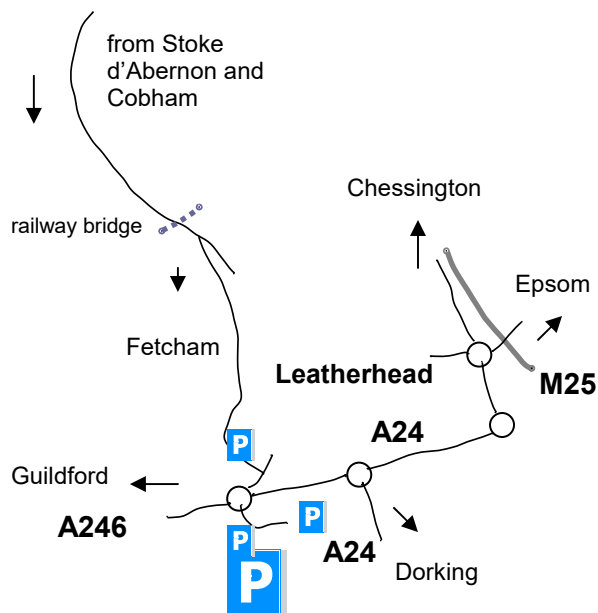 from Stoke
d'Abernon and
Cobham
Chessington
railway bridge
Epsom
Fetcham
Leatherhead
M25
A24
P
Guildford
A246
P
P
A24
P
Dorking